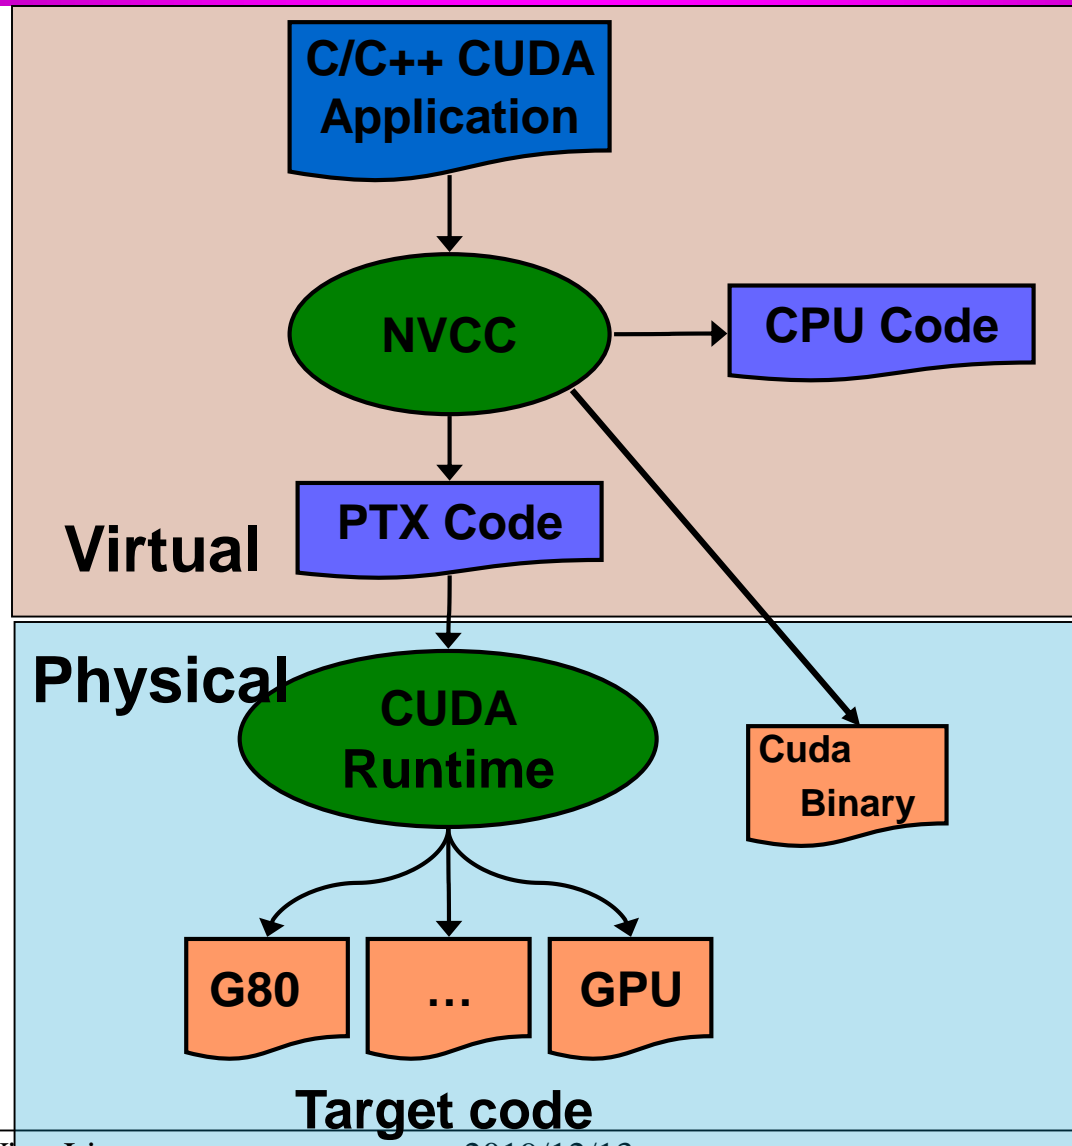 C/C++ CUDA
Application
NVCC
CPU Code
PTX Code
Virtual
Physical
CUDA
Runtime
Cuda
Binary
G80
...
GPU
Target code